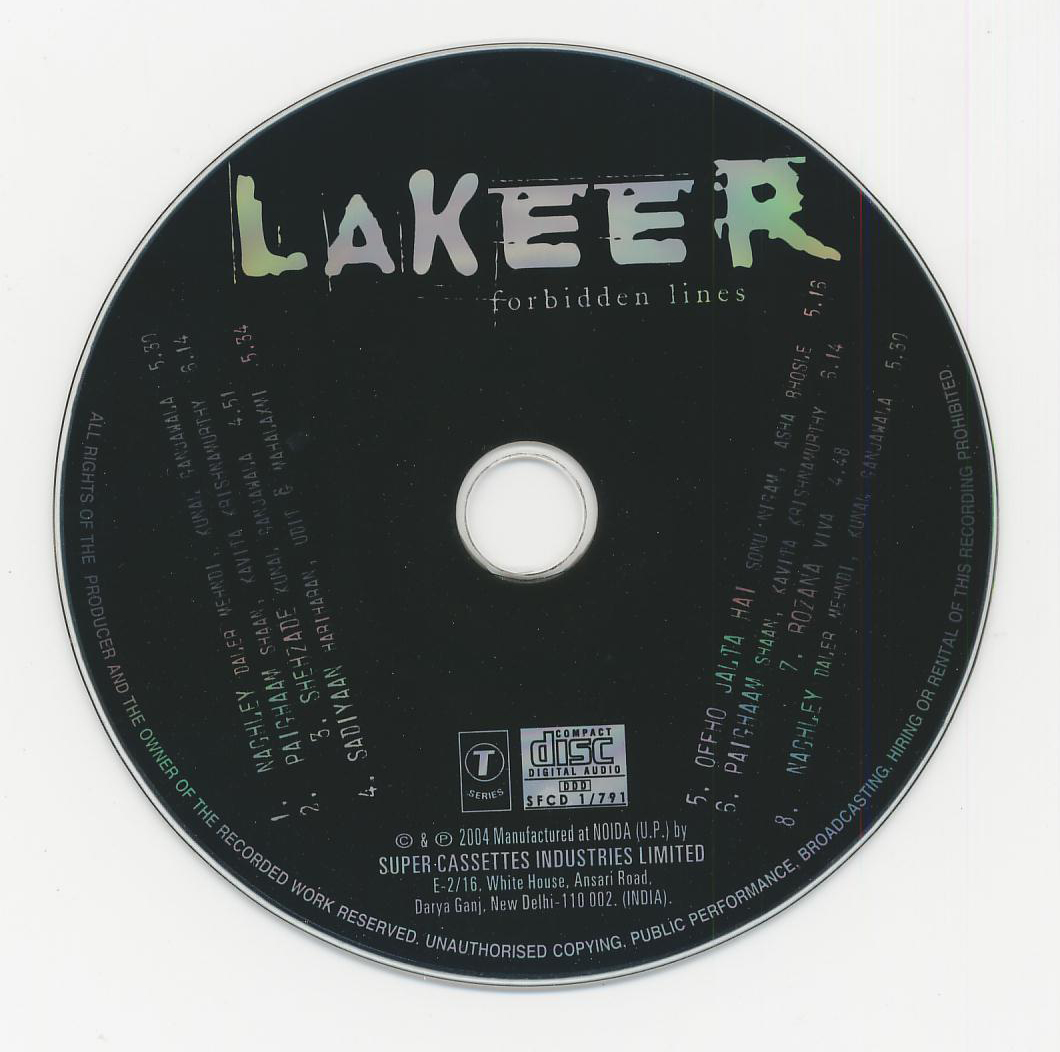 LAKEER
forbidden lines
1. NACHLEY DALER MEHNDI, KUNAL GANJAWALA 5.30
2. PAIGHAAM SHAAN, KAVITA KRISHNAMURTHY 6.14
3. SHEHZADE KUNAL GANJAWALA 4.51
4. SADIYAAN HARIHARAN, UDIT & MAHALAXMI 5.34
5. OFFHO JALTA HAI SONU NIGAM, ASHA BHOSLE 5.16
6. PAIGHAAM SHAAN, KAVITA KRISHNAMURTHY 6.14
7. ROZANA VIVA 4.48
8. NACHLEY DALER MEHNDI, KUNAL GANJAWALA 5.30
T
SERIES
COMPACT
disc
DIGITAL AUDIO
DDD
SFCD 1/791
© & ℗ 2004 Manufactured at NOIDA (U.P.) by
SUPER CASSETTES INDUSTRIES LIMITED
E-2/16, White House, Ansari Road,
Darya Ganj, New Delhi-110 002. (INDIA).
ALL RIGHTS OF THE PRODUCER AND THE OWNER OF THE RECORDED WORK RESERVED. UNAUTHORISED COPYING. PUBLIC PERFORMANCE, BROADCASTING. HIRING OR RENTAL OF THIS RECORDING PROHIBITED.